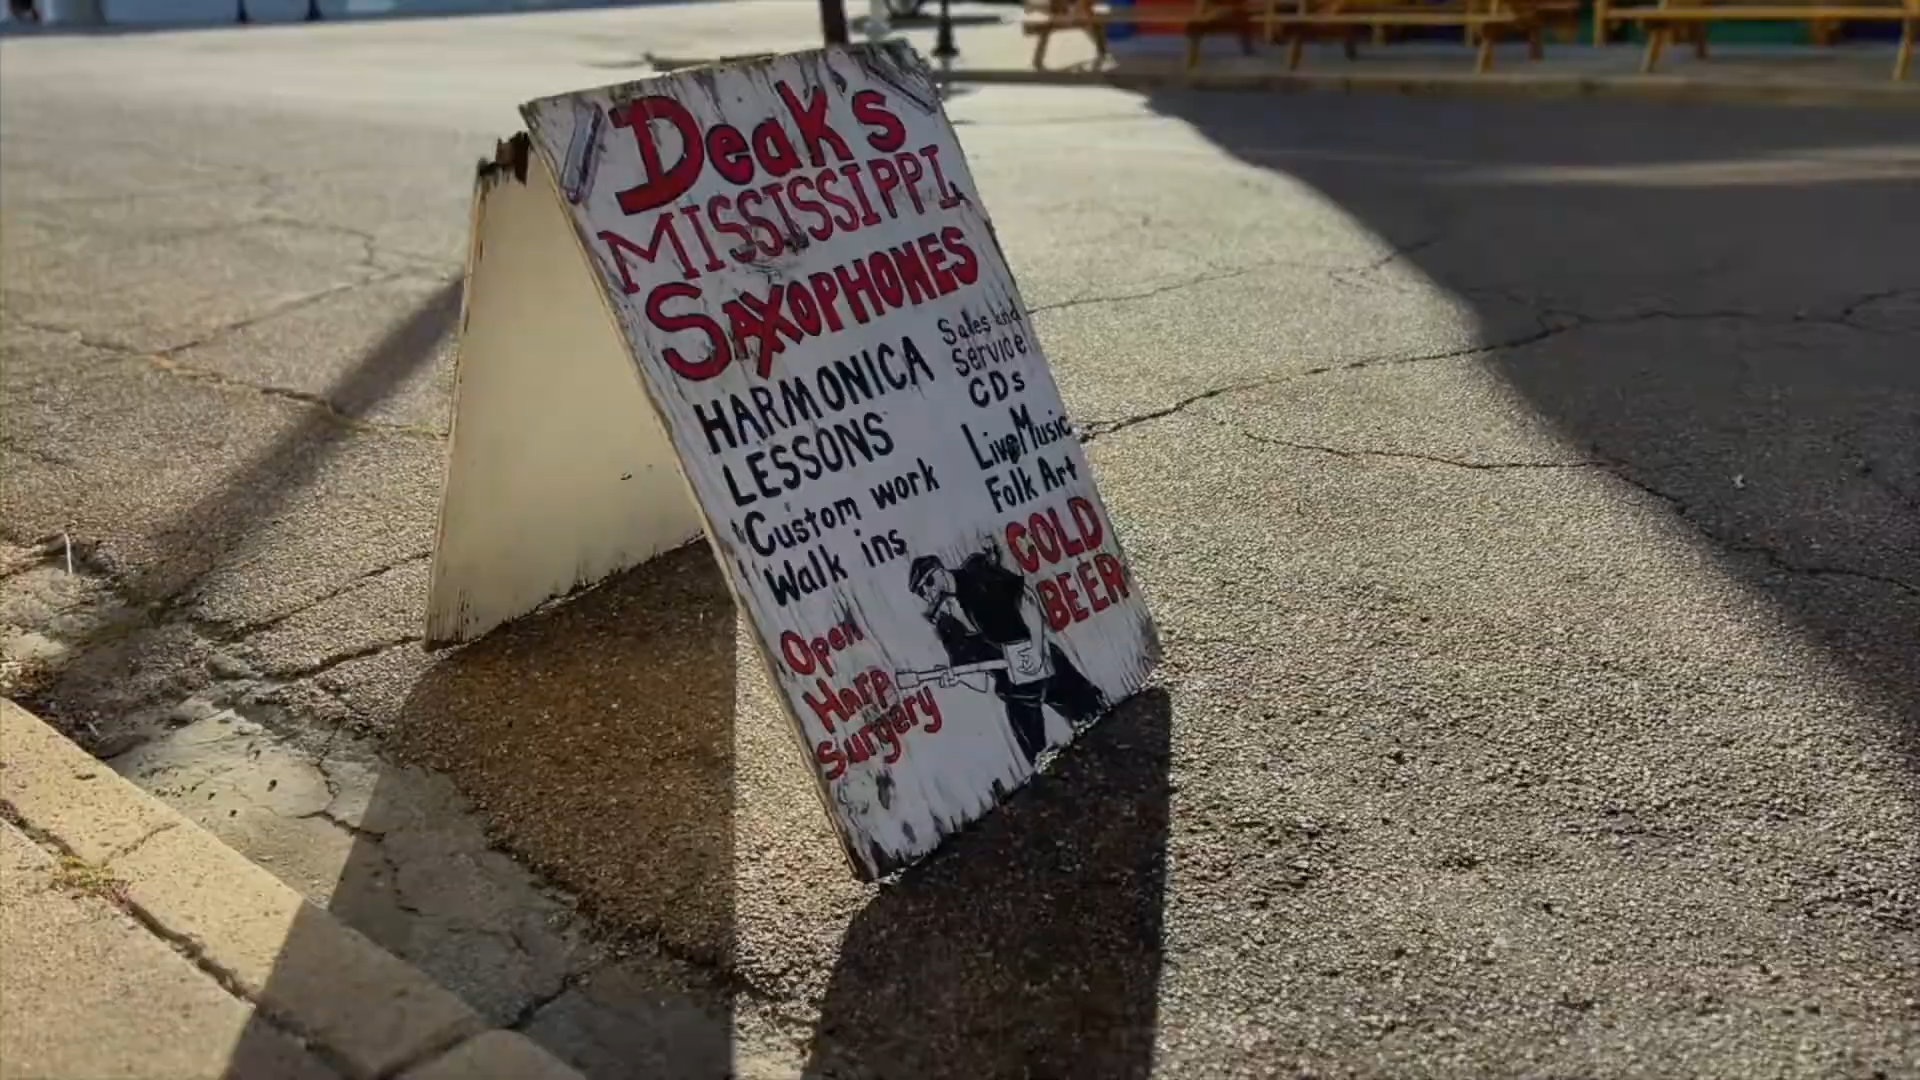 Deak's
MISSISSIPPI
SAXOPHONES
HARMONICA
LESSONS
Custom work
Walk ins
Sales and
Service
CDs
Live Music
Folk Art
COLD
BEER
Open
Harp
surgery